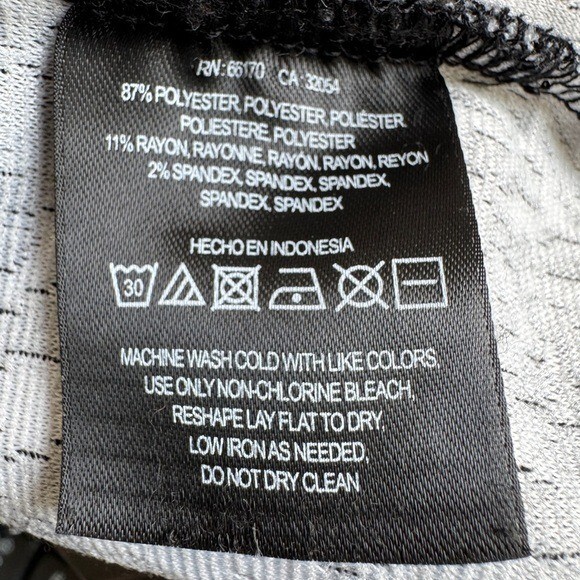 RN: 66170 CA 32054
87% POLYESTER, POLYESTER, POLIÉSTER,
POLIESTERE, POLYESTER
11% RAYON, RAYONNE, RAYON, RAYON, REYON
2% SPANDEX, SPANDEX, SPANDEX,
SPANDEX, SPANDEX
HECHO EN INDONESIA
30
MACHINE WASH COLD WITH LIKE COLORS,
USE ONLY NON-CHLORINE BLEACH,
RESHAPE LAY FLAT TO DRY,
LOW IRON AS NEEDED,
DO NOT DRY CLEAN